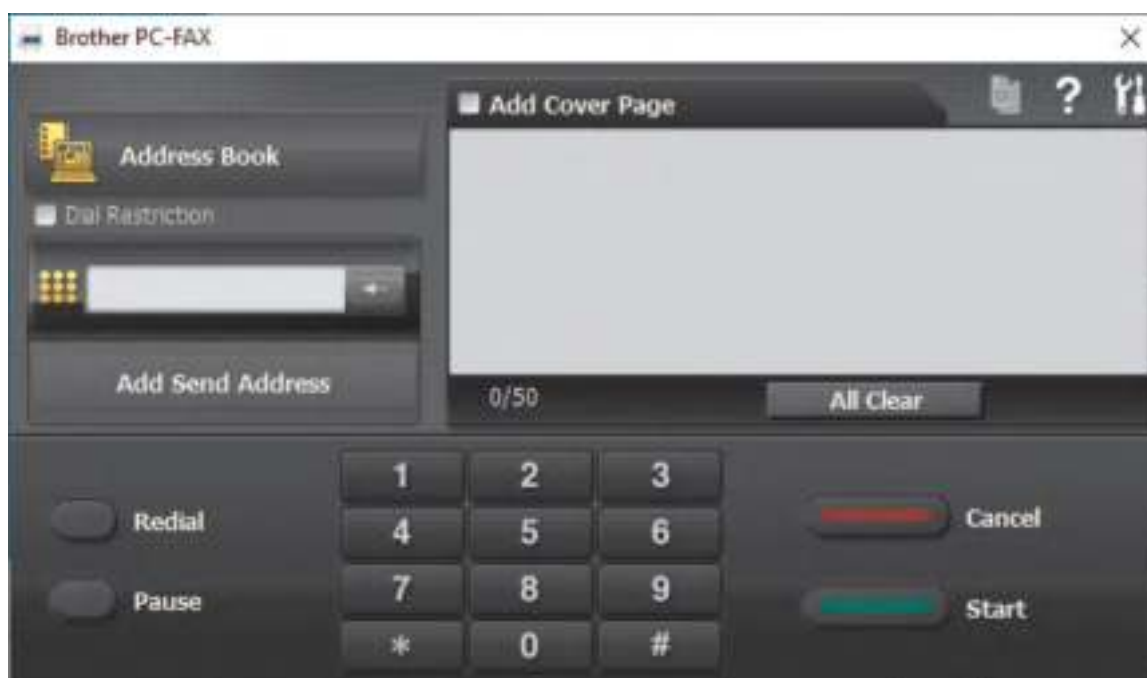 Brother PC-FAX
Add Cover Page
?
Address Book
Dial Restriction
Add Send Address
0/50
All Clear
1 2 3
Redial
4 5 6
Cancel
7 8 9
Pause
Start
* 0 #